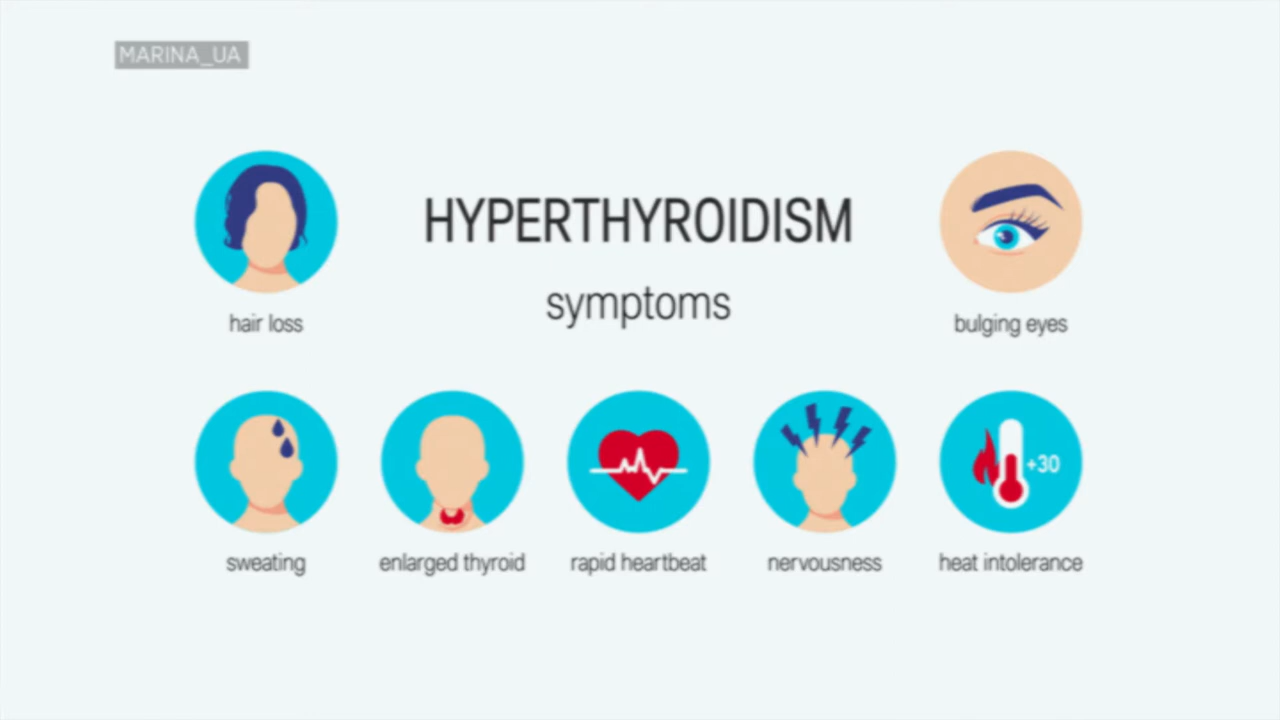 MARINA_UA
HYPERTHYROIDISM
symptoms
hair loss
bulging eyes
sweating
enlarged thyroid
rapid heartbeat
nervousness
+30
heat intolerance